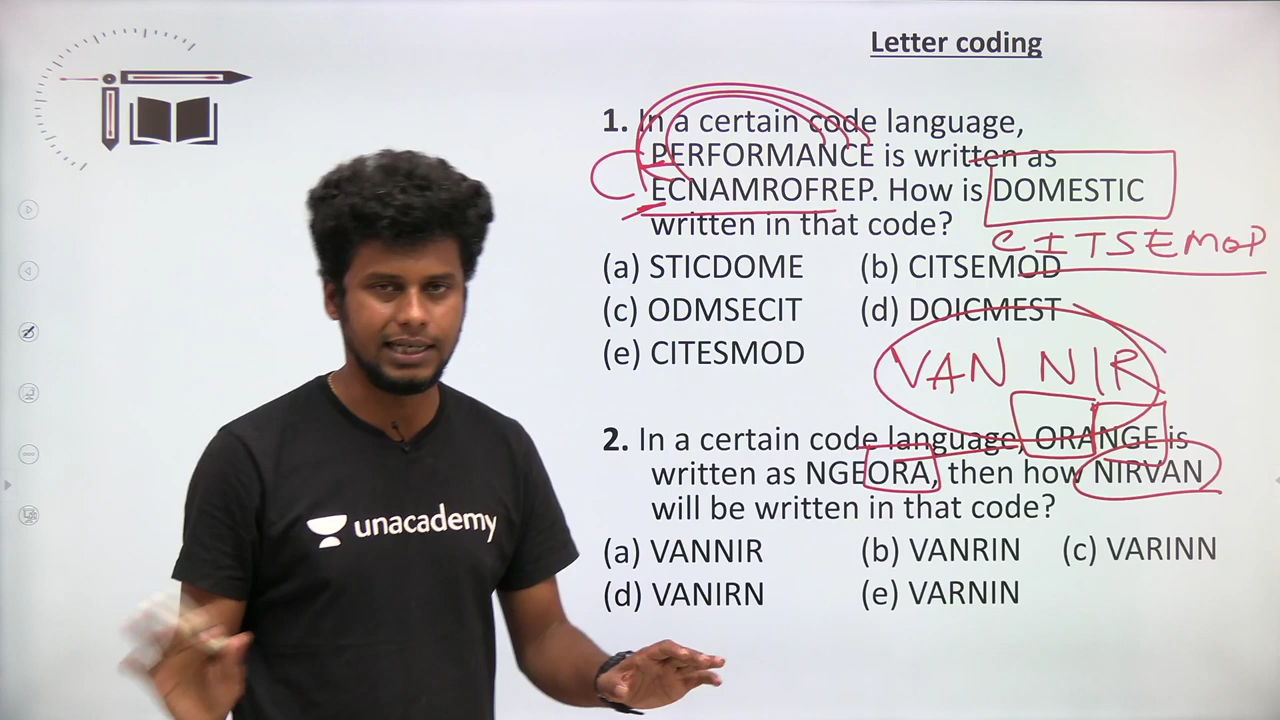 Letter coding
1. In a certain code language,
PERFORMANCE is written as
ECNAMROFREP. How is DOMESTIC
written in that code?
CITSEMOP
(a) STICDOME (b) CITSEMOD
(c) ODMSECIT (d) DOICMEST
(e) CITESMOD
VAN NIR
2. In a certain code language, ORANGE is
written as NGEORA, then how NIRVAN
will be written in that code?
(a) VANNIR (b) VANRIN (c) VARINN
(d) VANIRN (e) VARNIN
unacademy